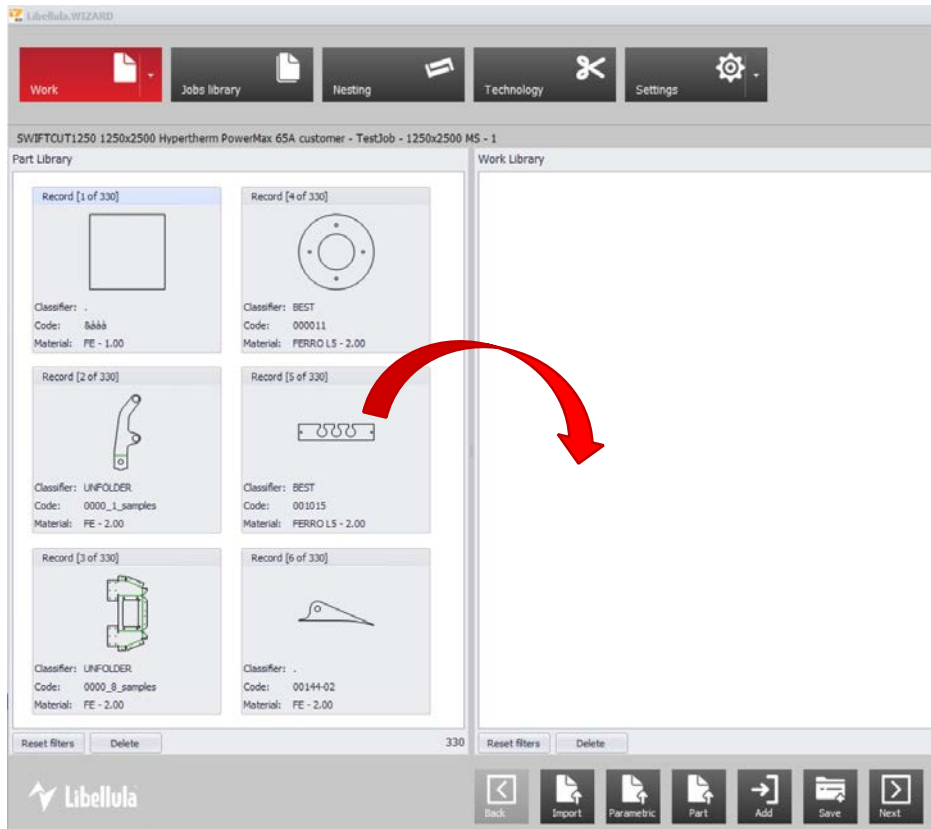 Libellula.WIZARD
Work
Jobs library
Nesting
Technology
Settings
SWIFTCUT1250 1250x2500 Hypertherm PowerMax 65A customer - TestJob - 1250x2500 MS - 1
Part Library
Work Library
Record [1 of 330]
Classifier: .
Code: &àáà
Material: FE - 1.00
Record [4 of 330]
Classifier: BEST
Code: 000011
Material: FERRO L5 - 2.00
Record [2 of 330]
Classifier: UNFOLDER
Code: 0000_1_samples
Material: FE - 2.00
Record [5 of 330]
Classifier: BEST
Code: 001015
Material: FERRO L5 - 2.00
Record [3 of 330]
Classifier: UNFOLDER
Code: 0000_8_samples
Material: FE - 2.00
Record [6 of 330]
Classifier: .
Code: 00144-02
Material: FE - 2.00
Reset filters
Delete
330
Reset filters
Delete
Libellula
Back
Import
Parametric
Part
Add
Save
Next